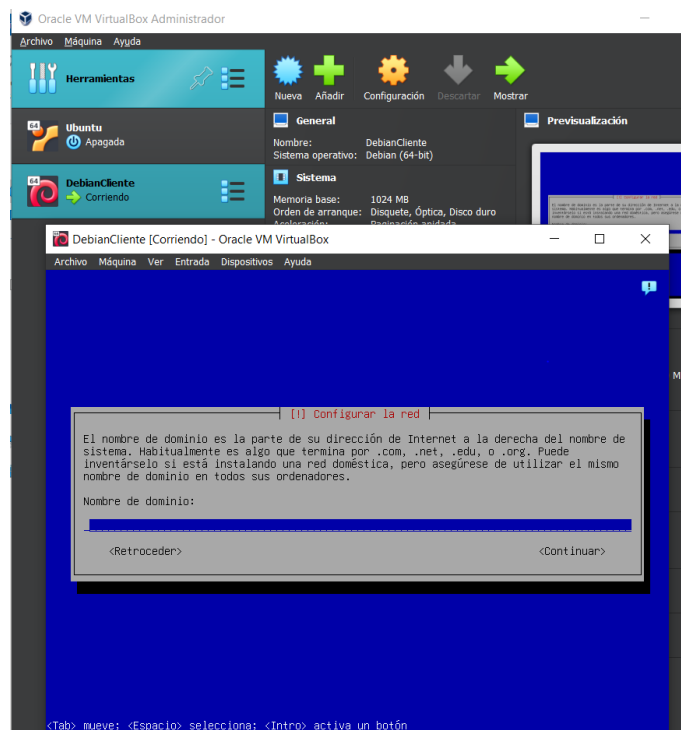 Oracle VM VirtualBox Administrador
Archivo Máquina Ayuda
Herramientas
Nueva Añadir Configuración Descartar Mostrar
64
Ubuntu
Apagada
64
DebianCliente
Corriendo
General
Nombre: DebianCliente
Sistema operativo: Debian (64-bit)
Sistema
Memoria base: 1024 MB
Orden de arranque: Disquete, Óptica, Disco duro
Aceleración: Paginación anidada
Previsualización
DebianCliente [Corriendo] - Oracle VM VirtualBox
Archivo Máquina Ver Entrada Dispositivos Ayuda
[!] Configurar la red
El nombre de dominio es la parte de su dirección de Internet a la derecha del nombre de
sistema. Habitualmente es algo que termina por .com, .net, .edu, o .org. Puede
inventárselo si está instalando una red doméstica, pero asegúrese de utilizar el mismo
nombre de dominio en todos sus ordenadores.
Nombre de dominio:
<Retroceder> <Continuar>
<Tab> mueve; <Espacio> selecciona; <Intro> activa un botón
M